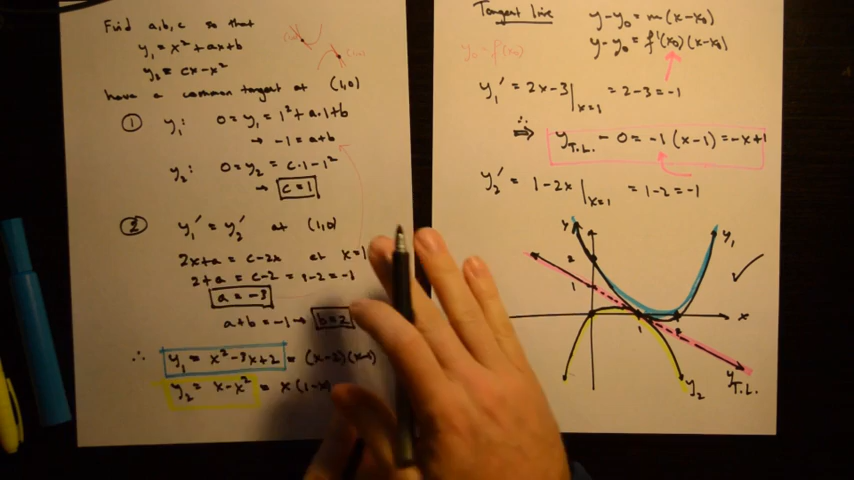 Find a, b, c so that
y₁ = x² + ax + b
y₂ = cx - x²
have a common tangent at (1,0)
① y₁: 0 = y₁ = 1² + a·1 + b
→ -1 = a+b
y₂: 0 = y₂ = c·1 - 1²
→ c = 1
② y₁' = y₂' at (1,0)
2x+a = c-2x at x=1
2+a = c-2 = 1-2 = -1
a = -3
a+b = -1 → b=2
∴ y₁ = x² - 3x + 2 = (x-2)(x-1)
y₂ = x - x² = x(1-x)
Tangent line
y-y₀ = m(x-x₀)
y-y₀ = f'(x₀)(x-x₀)
y₀ - f'(x₀)
y₁' = 2x-3 |x=1 = 2-3 = -1
∴ ⇒ y T.L. - 0 = -1 (x-1) = -x+1
y₂' = 1-2x |x=1 = 1-2 = -1
y
y₁
2
1
x
1
2
y₂
y T.L.